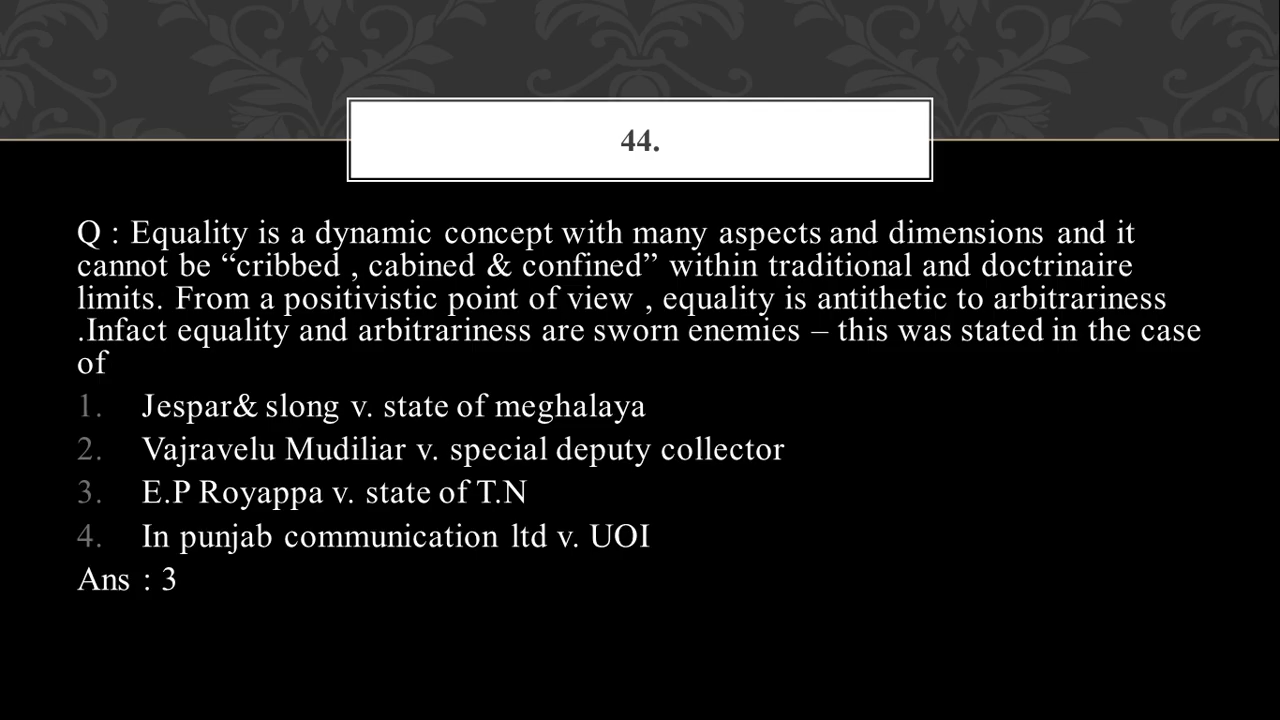 44.
Q : Equality is a dynamic concept with many aspects and dimensions and it
cannot be “cribbed , cabined & confined” within traditional and doctrinaire
limits. From a positivistic point of view , equality is antithetic to arbitrariness
.Infact equality and arbitrariness are sworn enemies – this was stated in the case
of
1. Jespar& slong v. state of meghalaya
2. Vajravelu Mudiliar v. special deputy collector
3. E.P Royappa v. state of T.N
4. In punjab communication ltd v. UOI
Ans : 3